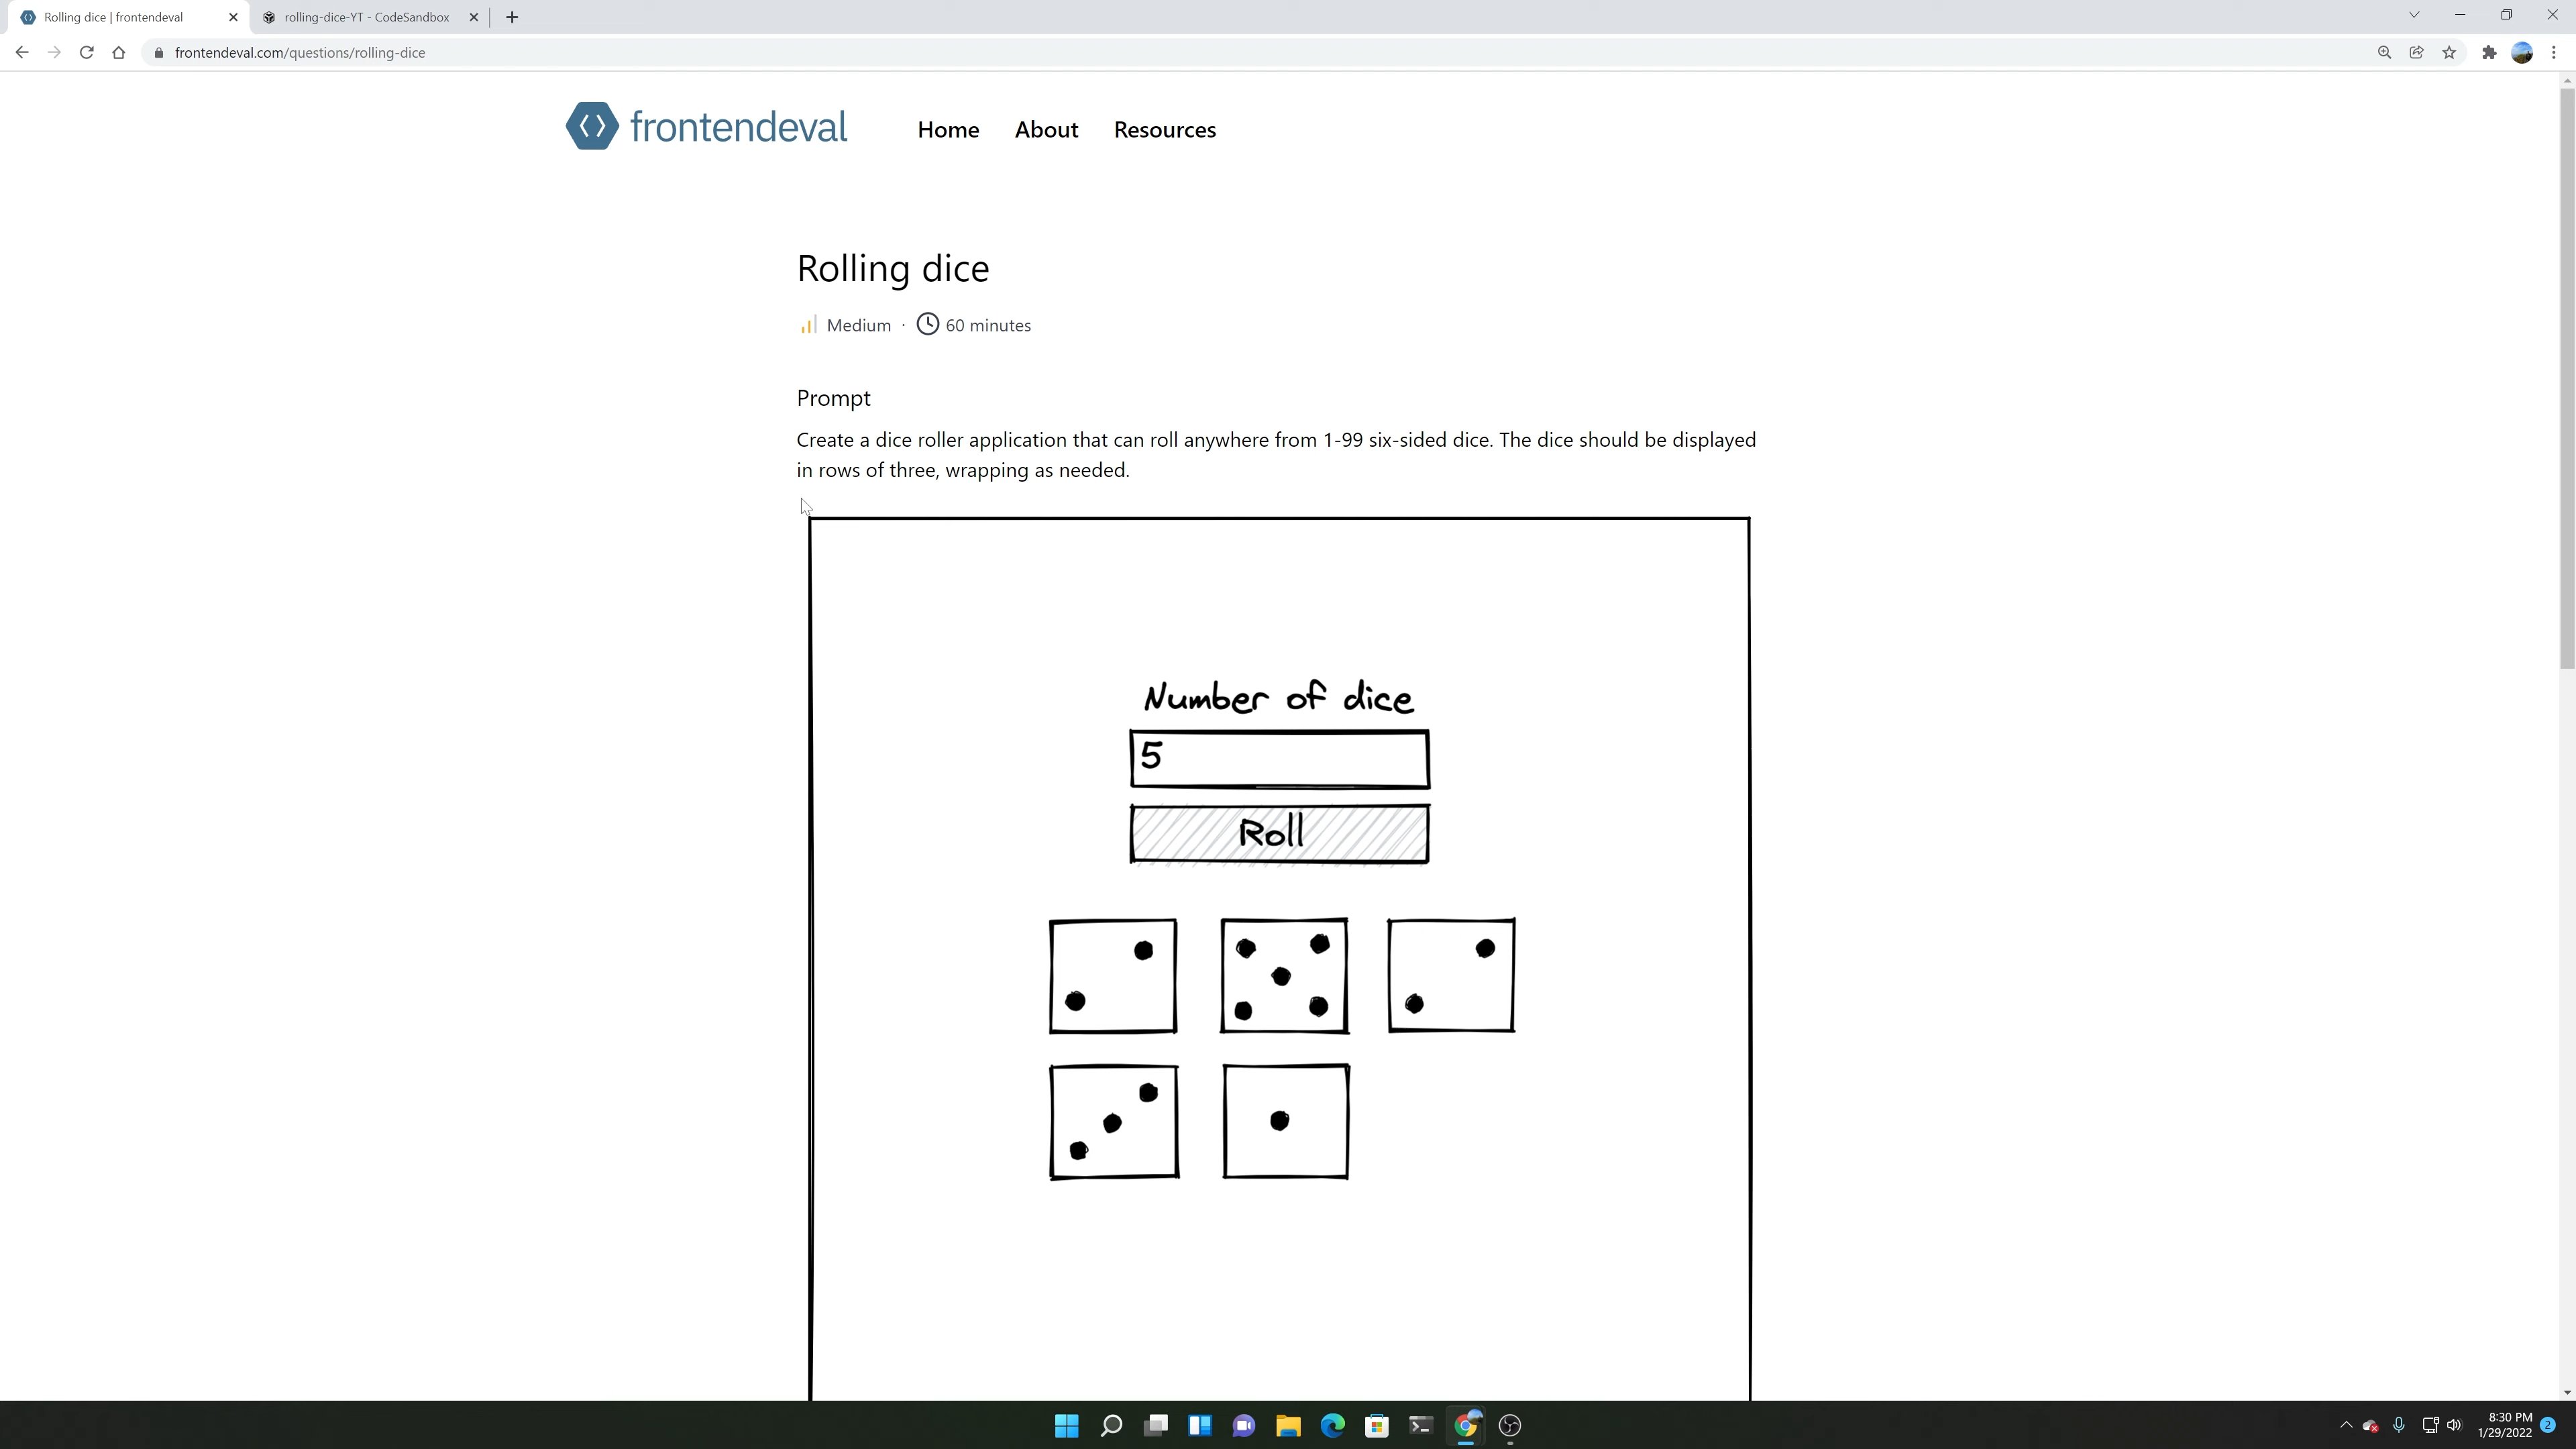 Rolling dice | frontendeval
rolling-dice-YT - CodeSandbox
frontendeval.com/questions/rolling-dice
frontendeval
Home About Resources
Rolling dice
Medium · 60 minutes
Prompt
Create a dice roller application that can roll anywhere from 1-99 six-sided dice. The dice should be displayed
in rows of three, wrapping as needed.
Number of dice
5
Roll
8:30 PM
1/29/2022
2